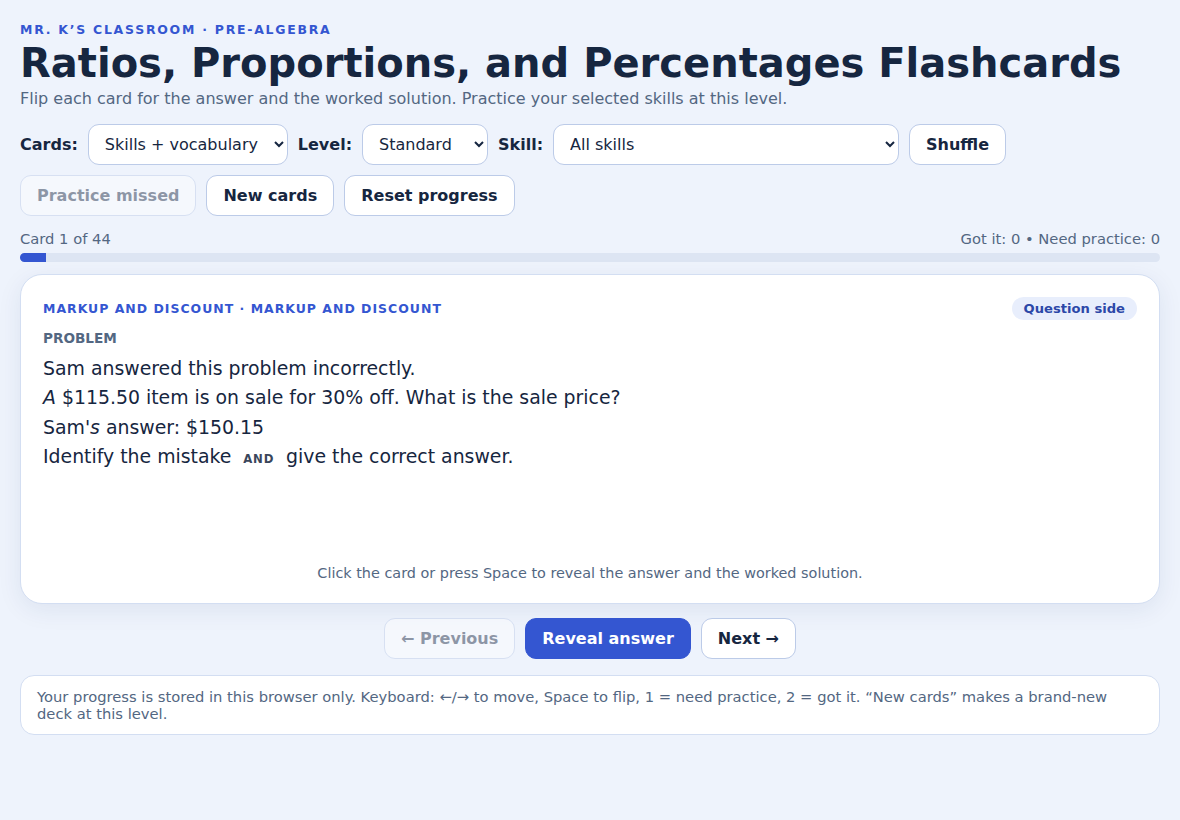 MR. K’S CLASSROOM · PRE-ALGEBRA
Ratios, Proportions, and Percentages Flashcards
Flip each card for the answer and the worked solution. Practice your selected skills at this level.
Cards: Skills + vocabulary Level: Standard Skill: All skills Shuffle
Practice missed New cards Reset progress
Card 1 of 44 Got it: 0 • Need practice: 0
MARKUP AND DISCOUNT · MARKUP AND DISCOUNT Question side
PROBLEM
Sam answered this problem incorrectly.
A $115.50 item is on sale for 30% off. What is the sale price?
Sam's answer: $150.15
Identify the mistake AND give the correct answer.
Click the card or press Space to reveal the answer and the worked solution.
← Previous Reveal answer Next →
Your progress is stored in this browser only. Keyboard: ←/→ to move, Space to flip, 1 = need practice, 2 = got it. “New cards” makes a brand-new
deck at this level.